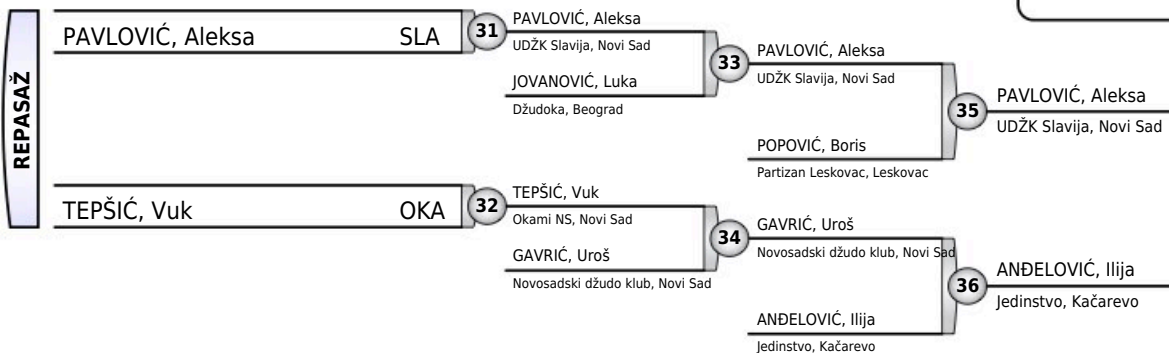 REPASAŽ
PAVLOVIĆ, Aleksa SLA
31
PAVLOVIĆ, Aleksa
UDŽK Slavija, Novi Sad
JOVANOVIĆ, Luka
Džudoka, Beograd
33
PAVLOVIĆ, Aleksa
UDŽK Slavija, Novi Sad
POPOVIĆ, Boris
Partizan Leskovac, Leskovac
35
PAVLOVIĆ, Aleksa
UDŽK Slavija, Novi Sad
TEPŠIĆ, Vuk OKA
32
TEPŠIĆ, Vuk
Okami NS, Novi Sad
GAVRIĆ, Uroš
Novosadski džudo klub, Novi Sad
34
GAVRIĆ, Uroš
Novosadski džudo klub, Novi Sad
ANĐELOVIĆ, Ilija
Jedinstvo, Kačarevo
36
ANĐELOVIĆ, Ilija
Jedinstvo, Kačarevo